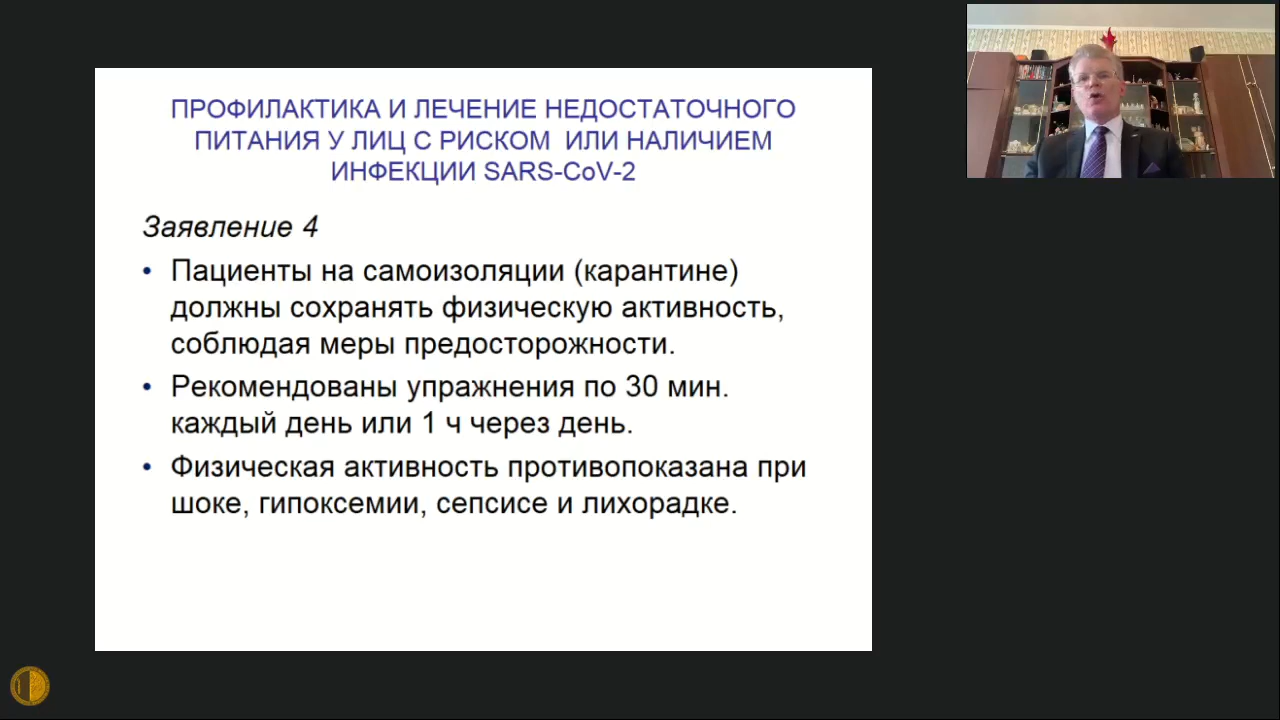 ПРОФИЛАКТИКА И ЛЕЧЕНИЕ НЕДОСТАТОЧНОГО
ПИТАНИЯ У ЛИЦ С РИСКОМ ИЛИ НАЛИЧИЕМ
ИНФЕКЦИИ SARS-CoV-2
Заявление 4
• Пациенты на самоизоляции (карантине)
должны сохранять физическую активность,
соблюдая меры предосторожности.
• Рекомендованы упражнения по 30 мин.
каждый день или 1 ч через день.
• Физическая активность противопоказана при
шоке, гипоксемии, сепсисе и лихорадке.